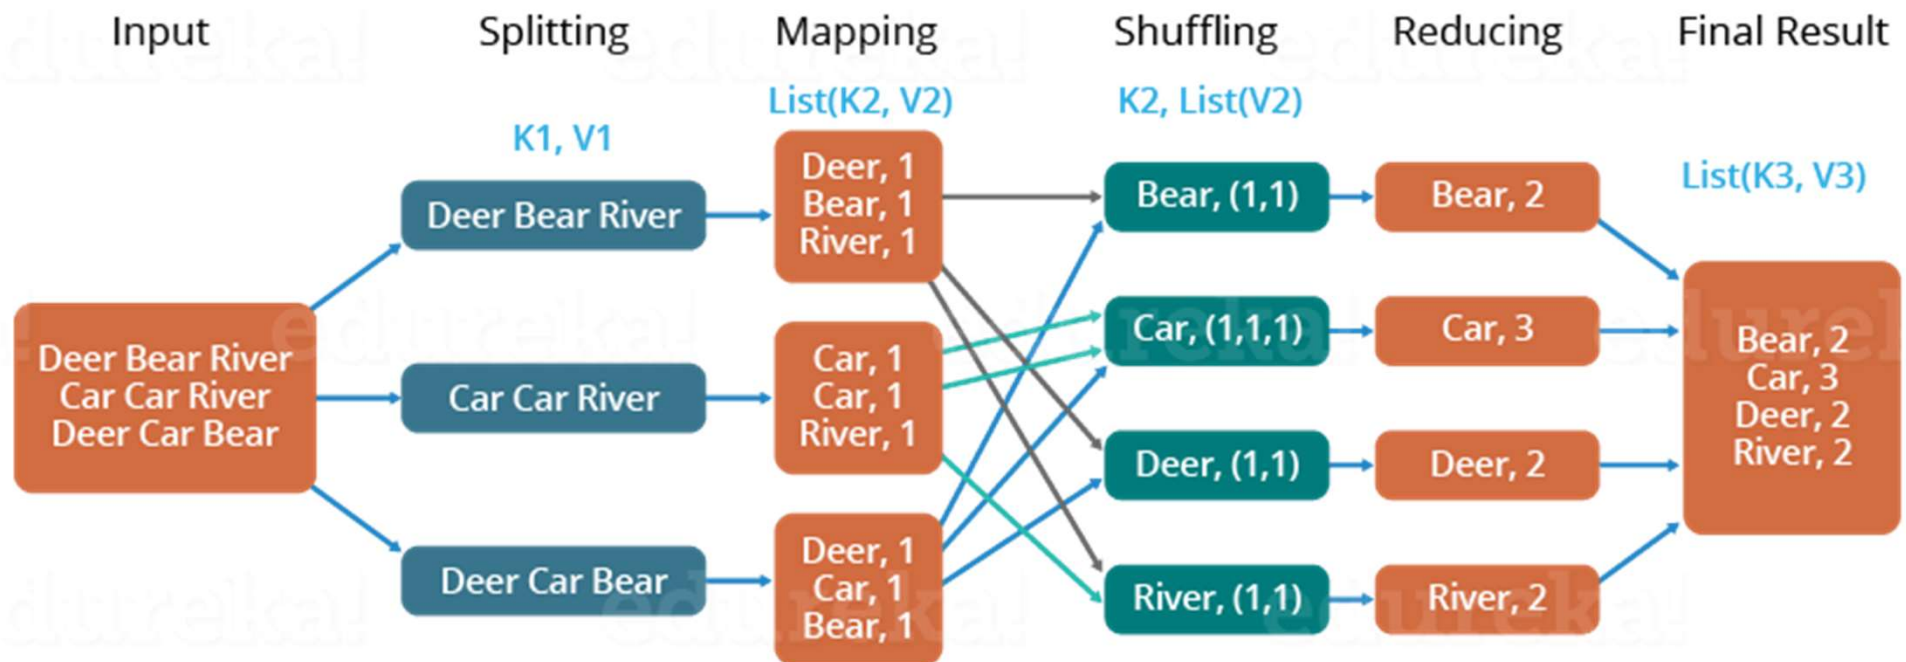 Input
Splitting
Mapping
Shuffling
Reducing
Final Result
K1, V1
List(K2, V2)
K2, List(V2)
List(K3, V3)
Deer Bear River
Car Car River
Deer Car Bear
Deer Bear River
Car Car River
Deer Car Bear
Deer, 1
Bear, 1
River, 1
Car, 1
Car, 1
River, 1
Deer, 1
Car, 1
Bear, 1
Bear, (1,1)
Car, (1,1,1)
Deer, (1,1)
River, (1,1)
Bear, 2
Car, 3
Deer, 2
River, 2
Bear, 2
Car, 3
Deer, 2
River, 2
edureka!